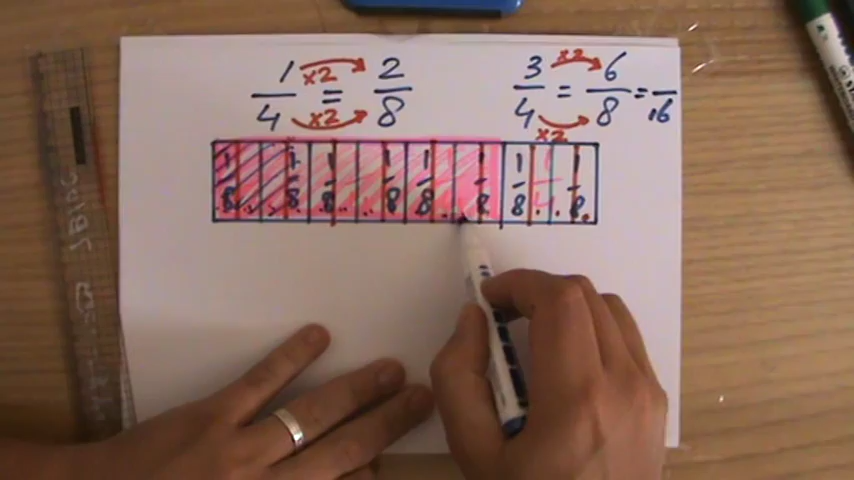 1/4 ×2 ×2 = 2/8
3/4 ×2 ×2 = 6/8 = /16
1/8 1/8 1/8 1/8 1/8 1/8 1/8 1/4 1/8